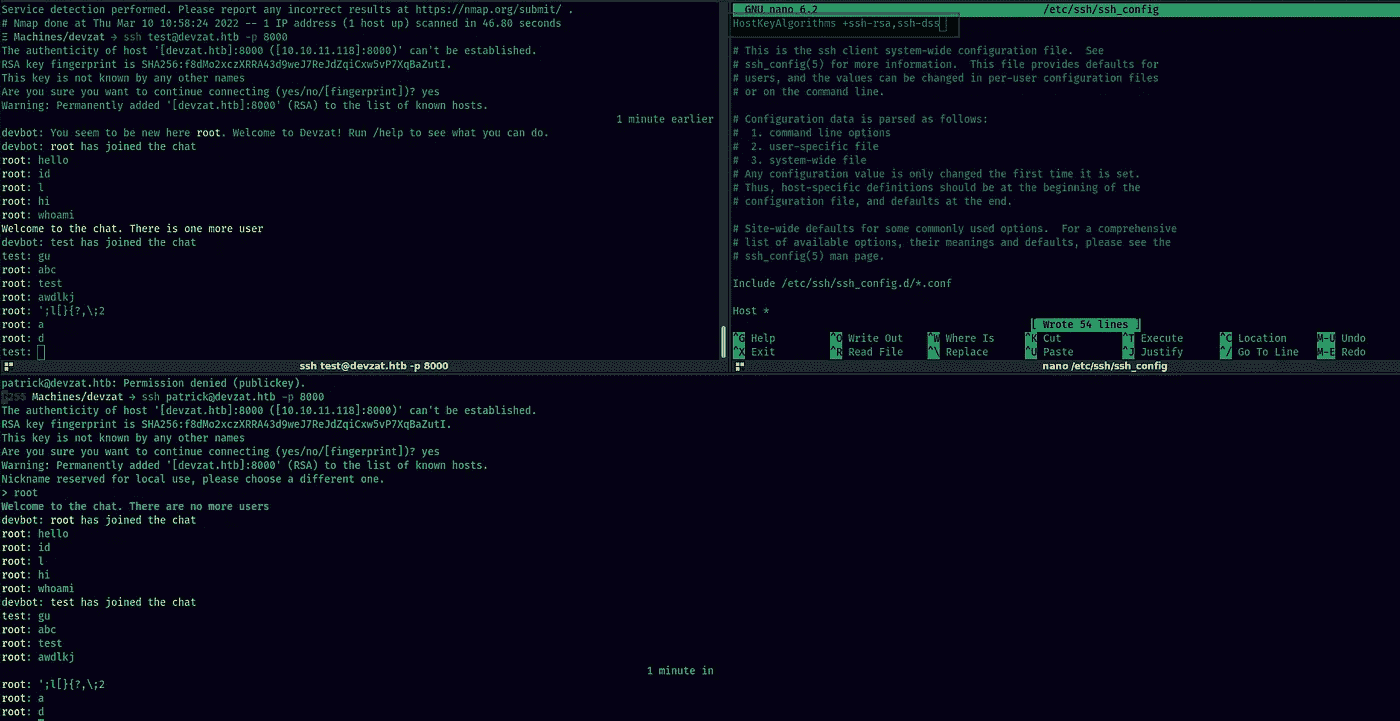 Service detection performed. Please report any incorrect results at https://nmap.org/submit/ .
# Nmap done at Thu Mar 10 10:58:24 2022 -- 1 IP address (1 host up) scanned in 46.80 seconds
Ξ Machines/devzat → ssh test@devzat.htb -p 8000
The authenticity of host '[devzat.htb]:8000 ([10.10.11.118]:8000)' can't be established.
RSA key fingerprint is SHA256:f8dMo2xczXRRA43d9weJ7ReJdZqiCxw5vP7XqBaZutI.
This key is not known by any other names
Are you sure you want to continue connecting (yes/no/[fingerprint])? yes
Warning: Permanently added '[devzat.htb]:8000' (RSA) to the list of known hosts.
1 minute earlier
devbot: You seem to be new here root. Welcome to Devzat! Run /help to see what you can do.
devbot: root has joined the chat
root: hello
root: id
root: l
root: hi
root: whoami
Welcome to the chat. There is one more user
devbot: test has joined the chat
test: gu
root: abc
root: test
root: awdlkj
root: ';l[]{?,\;2
root: a
root: d
test:
ssh test@devzat.htb -p 8000
GNU nano 6.2 /etc/ssh/ssh_config
HostKeyAlgorithms +ssh-rsa,ssh-dss
# This is the ssh client system-wide configuration file.  See
# ssh_config(5) for more information.  This file provides defaults for
# users, and the values can be changed in per-user configuration files
# or on the command line.
# Configuration data is parsed as follows:
#  1. command line options
#  2. user-specific file
#  3. system-wide file
# Any configuration value is only changed the first time it is set.
# Thus, host-specific definitions should be at the beginning of the
# configuration file, and defaults at the end.
# Site-wide defaults for some commonly used options.  For a comprehensive
# list of available options, their meanings and defaults, please see the
# ssh_config(5) man page.
Include /etc/ssh/ssh_config.d/*.conf
Host *
[ Wrote 54 lines ]
^G Help ^O Write Out ^W Where Is ^K Cut ^T Execute ^C Location M-U Undo
^X Exit ^R Read File ^\ Replace ^U Paste ^J Justify ^/ Go To Line M-E Redo
nano /etc/ssh/ssh_config
patrick@devzat.htb: Permission denied (publickey).
255 Machines/devzat → ssh patrick@devzat.htb -p 8000
The authenticity of host '[devzat.htb]:8000 ([10.10.11.118]:8000)' can't be established.
RSA key fingerprint is SHA256:f8dMo2xczXRRA43d9weJ7ReJdZqiCxw5vP7XqBaZutI.
This key is not known by any other names
Are you sure you want to continue connecting (yes/no/[fingerprint])? yes
Warning: Permanently added '[devzat.htb]:8000' (RSA) to the list of known hosts.
Nickname reserved for local use, please choose a different one.
> root
Welcome to the chat. There are no more users
devbot: root has joined the chat
root: hello
root: id
root: l
root: hi
root: whoami
devbot: test has joined the chat
test: gu
root: abc
root: test
root: awdlkj
1 minute in
root: ';l[]{?,\;2
root: a
root: d